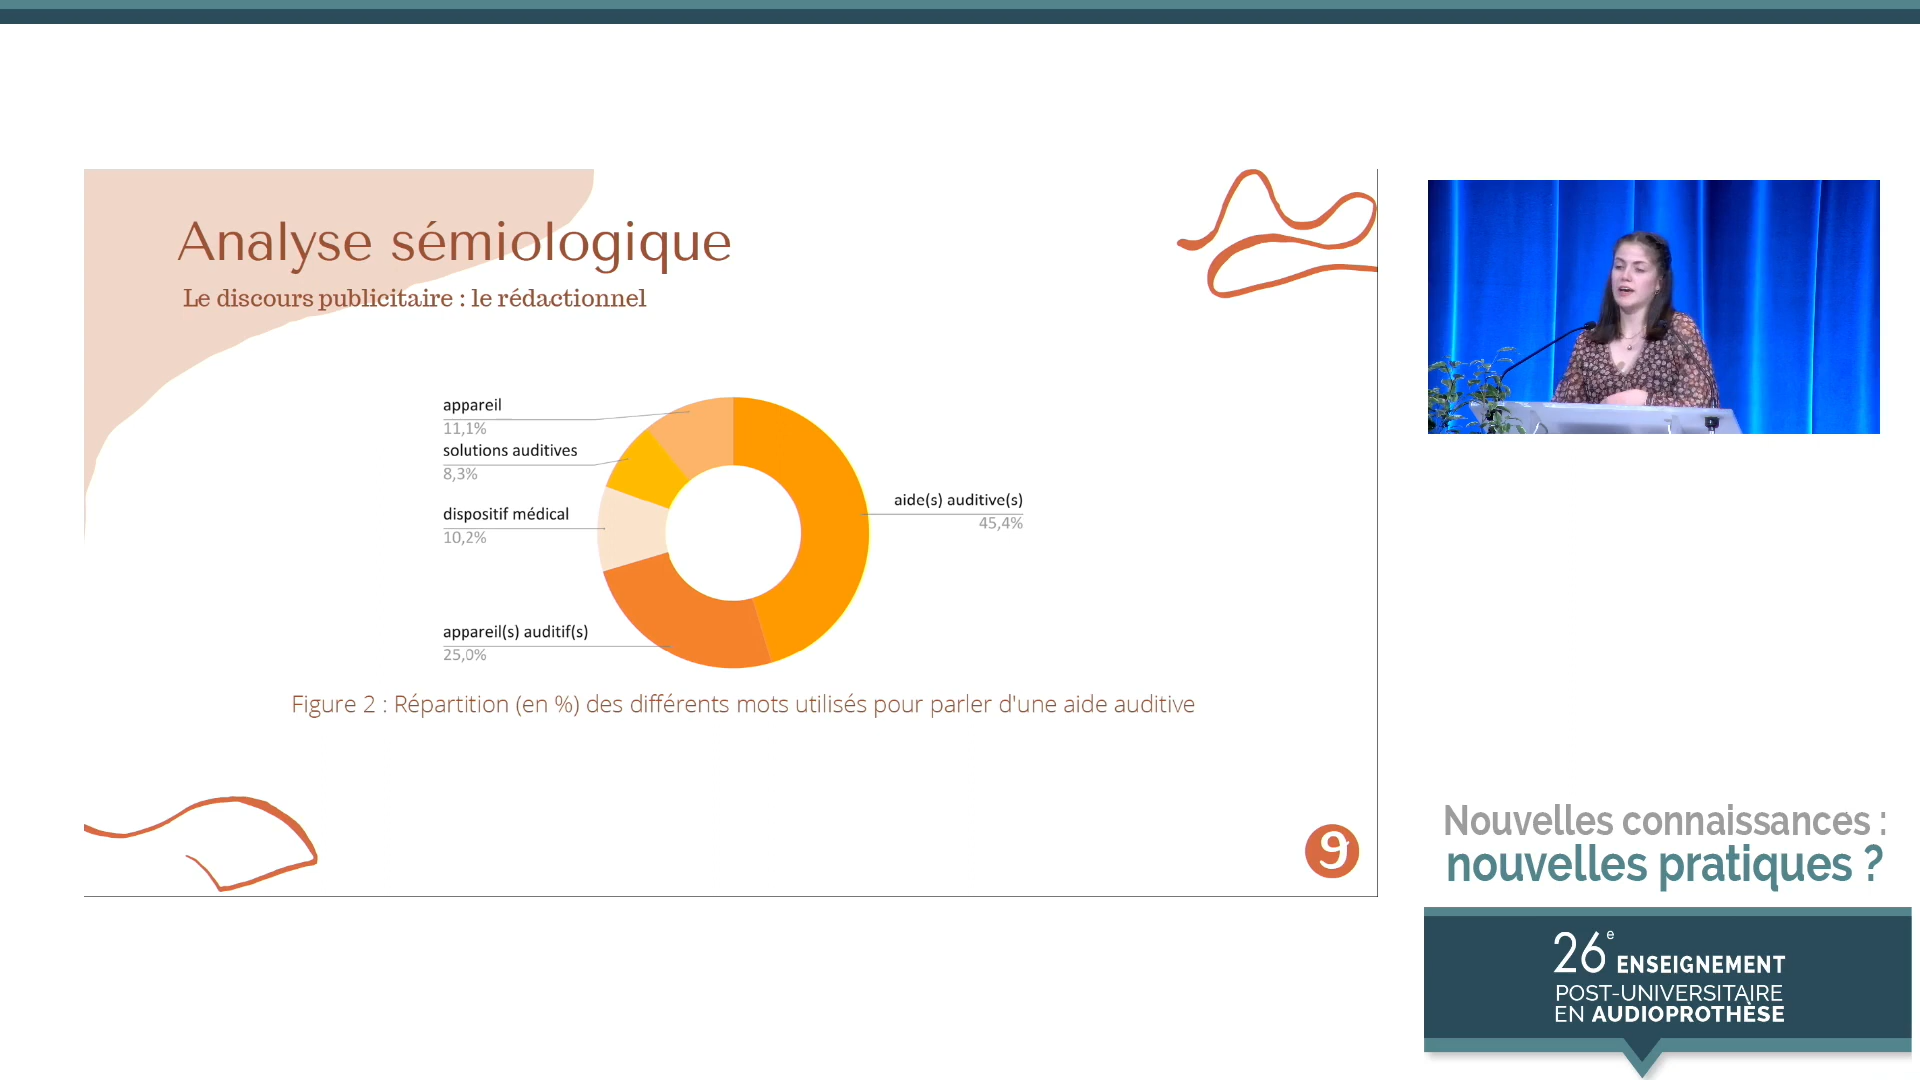 Analyse sémiologique
Le discours publicitaire : le rédactionnel
appareil
11,1%
solutions auditives
8,3%
dispositif médical
10,2%
appareil(s) auditif(s)
25,0%
aide(s) auditive(s)
45,4%
Figure 2 : Répartition (en %) des différents mots utilisés pour parler d'une aide auditive
9
Nouvelles connaissances :
nouvelles pratiques ?
26e ENSEIGNEMENT
POST-UNIVERSITAIRE
EN AUDIOPROTHÈSE